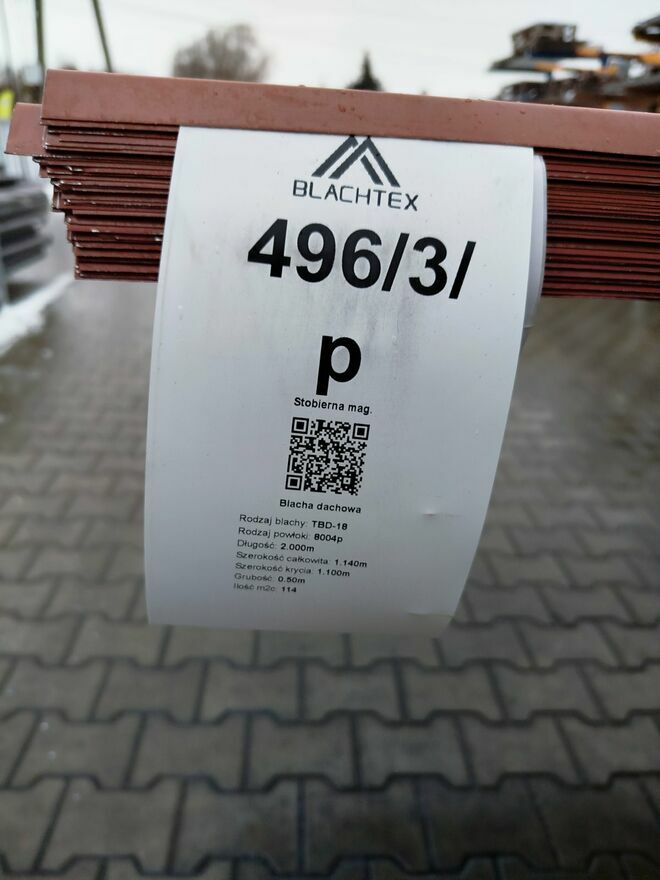 BLACHTEX
496/3/
p
Stobierna mag.
Blacha dachowa
Rodzaj blachy: TBD-18
Rodzaj powłoki: 8004p
Długość: 2.000m
Szerokość całkowita: 1.140m
Szerokość krycia: 1.100m
Grubość: 0.50m
Ilość m2c: 114